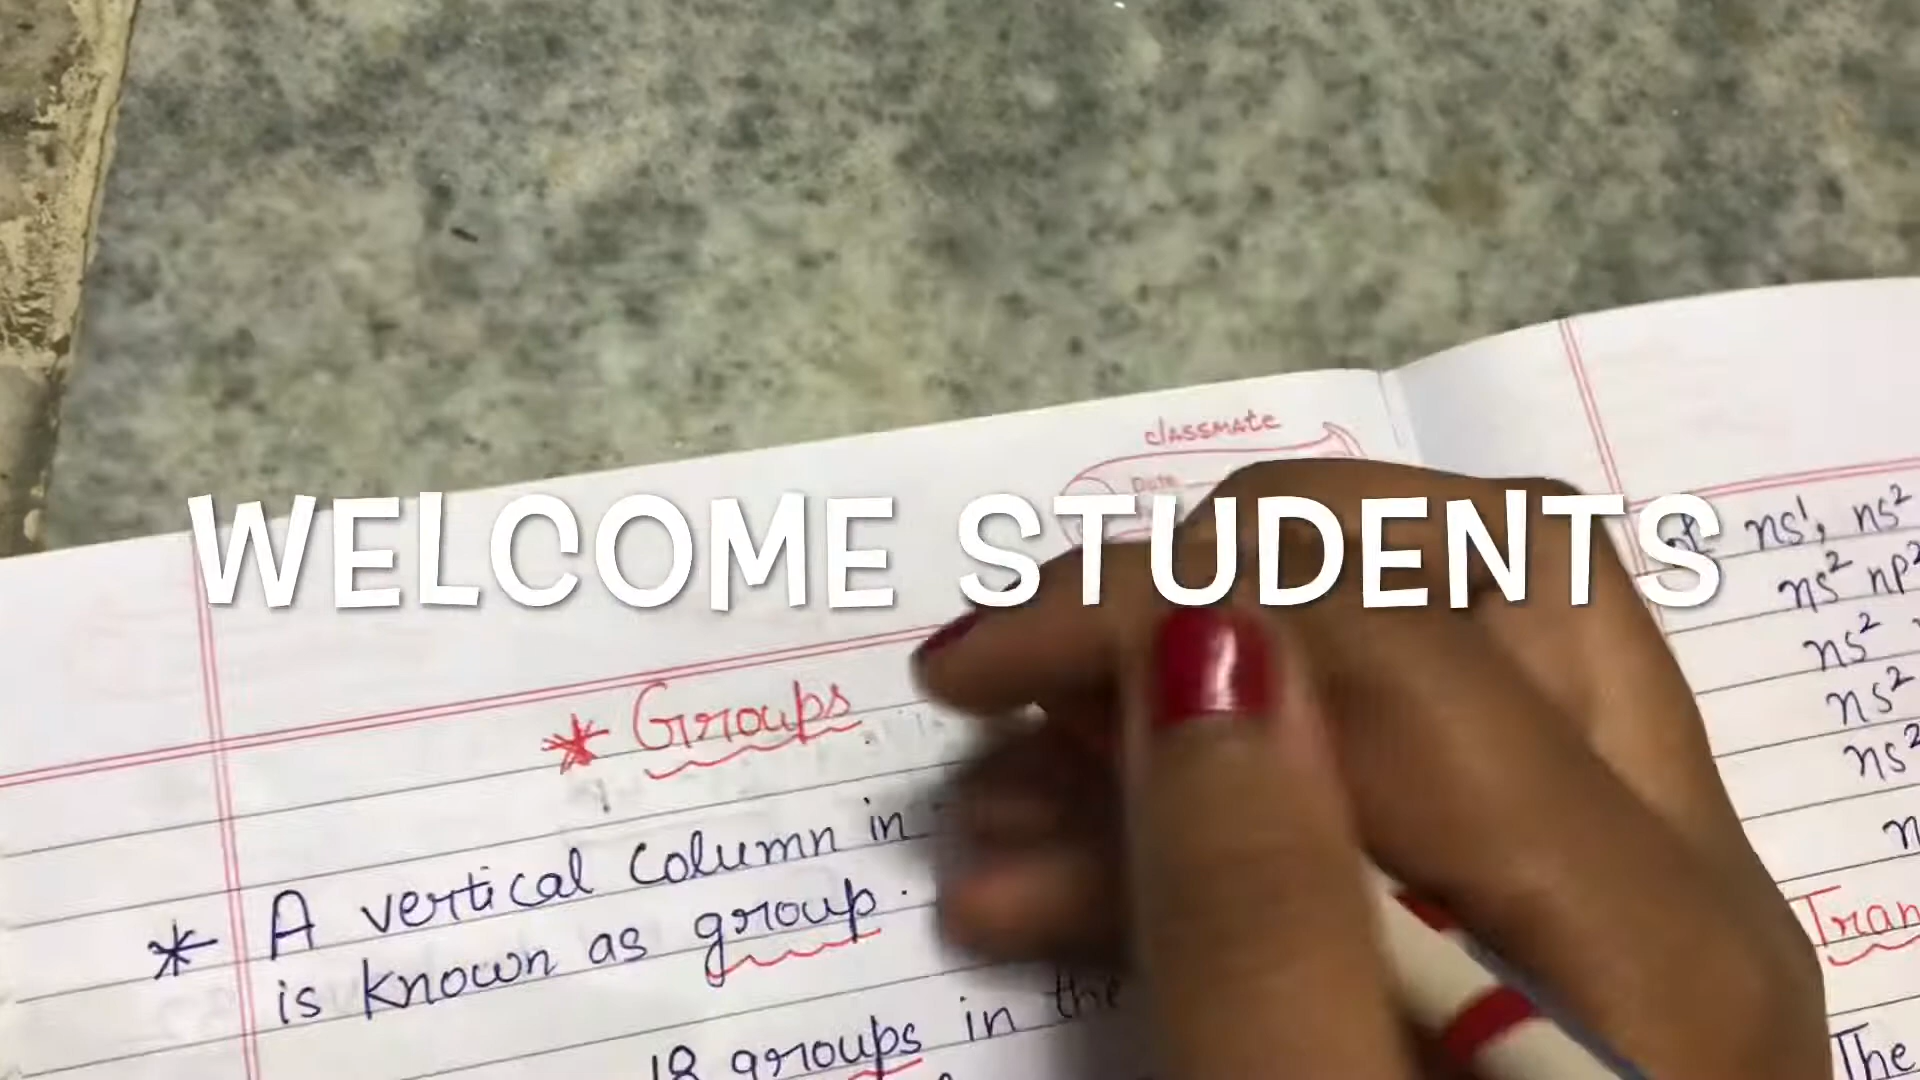 classmate
Date
WELCOME STUDENTS
* Groups
* A vertical column in
is known as group.
18 groups in the
ns¹, ns²
ns² np²
ns²
ns²
ns²
The